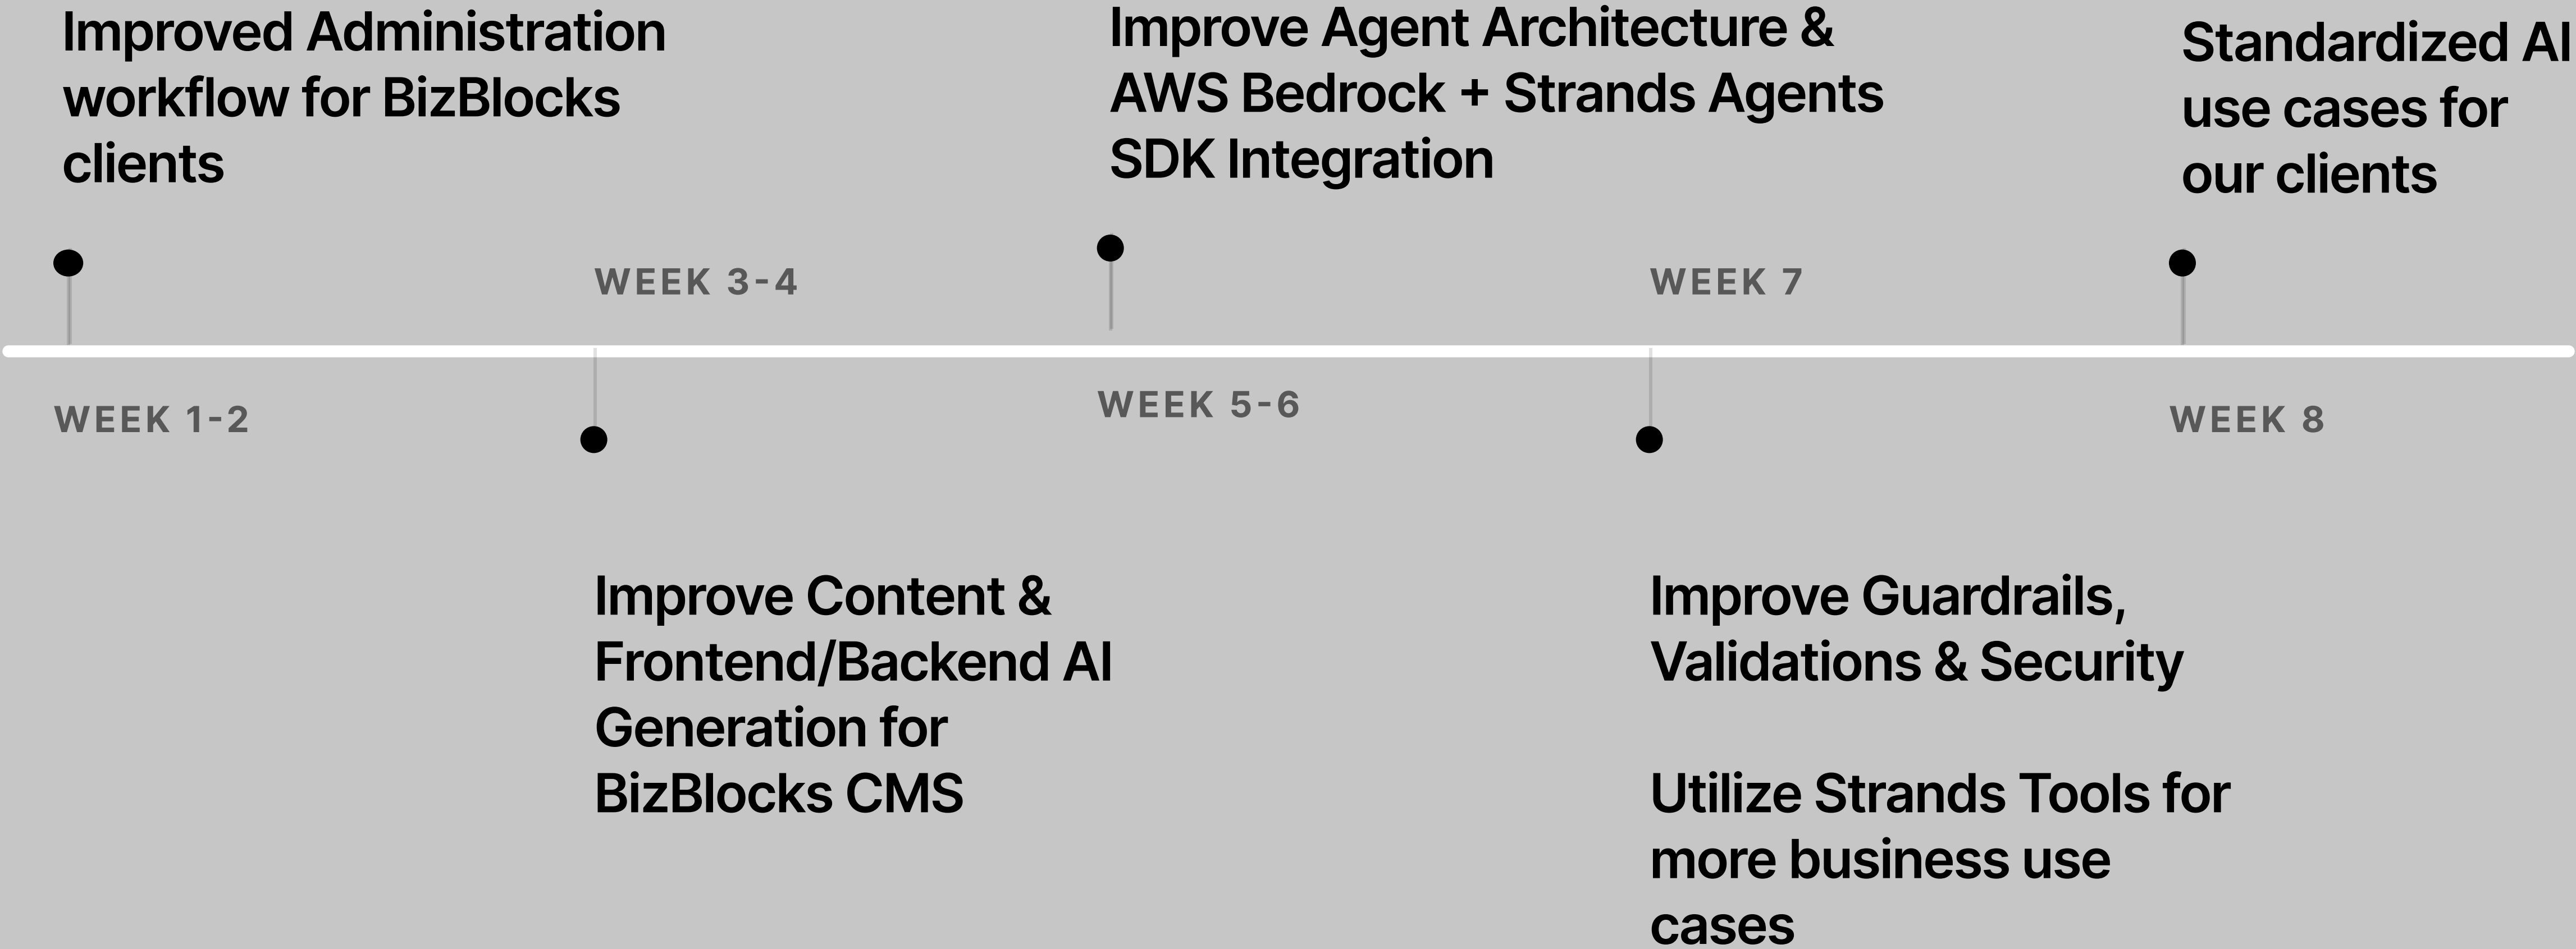 Improved Administration
workflow for BizBlocks
clients
WEEK 1-2
WEEK 3-4
Improve Content &
Frontend/Backend AI
Generation for
BizBlocks CMS
Improve Agent Architecture &
AWS Bedrock + Strands Agents
SDK Integration
WEEK 5-6
WEEK 7
Improve Guardrails,
Validations & Security
Utilize Strands Tools for
more business use
cases
Standardized AI
use cases for
our clients
WEEK 8